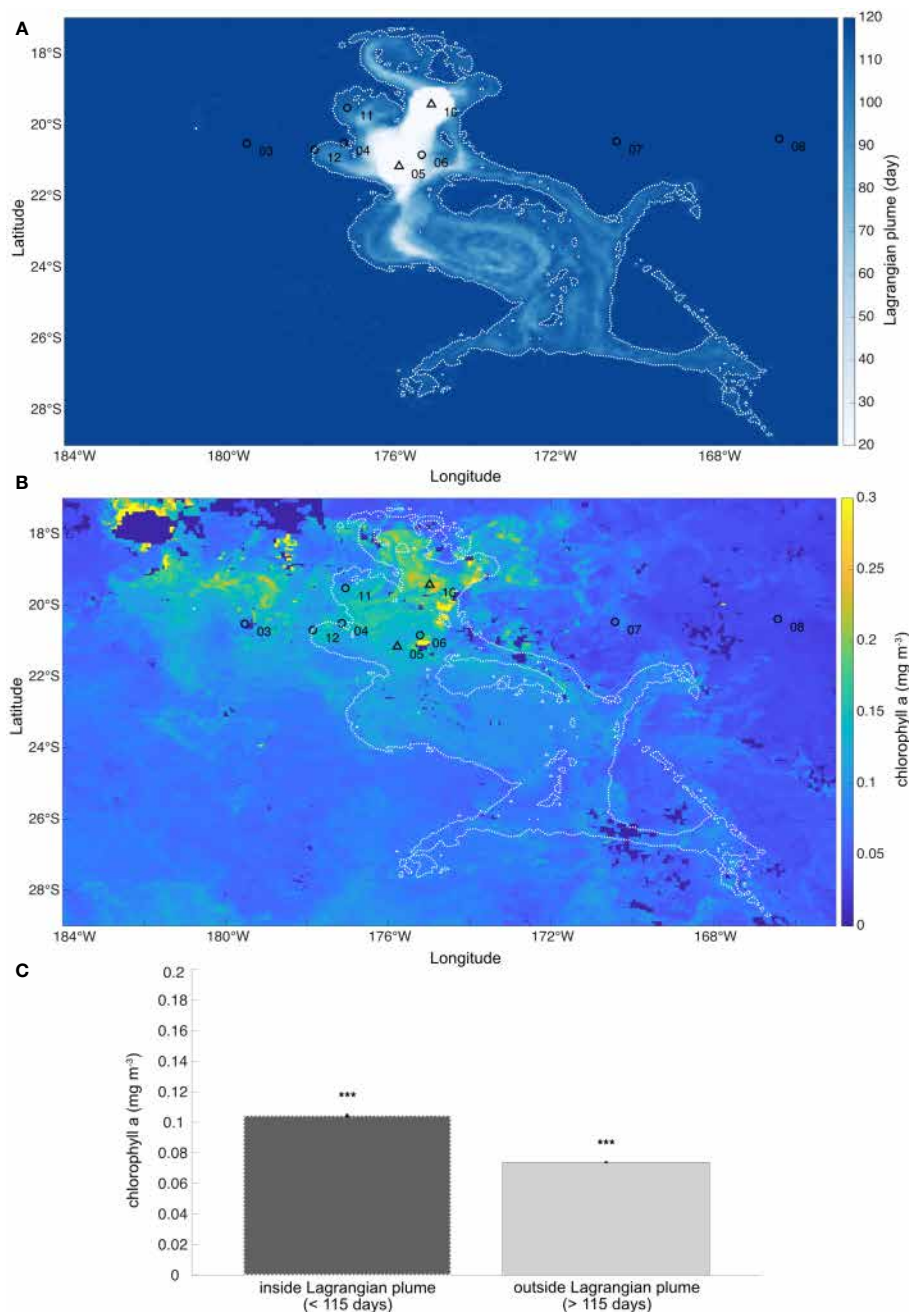 A
18°S
20°S
22°S
24°S
26°S
28°S
Latitude
184°W
180°W
176°W
172°W
168°W
Longitude
03
12
11
04
05
06
10
07
08
120
110
100
90
80
70
60
50
40
30
20
Lagrangian plume (day)
B
18°S
20°S
22°S
24°S
26°S
28°S
Latitude
184°W
180°W
176°W
172°W
168°W
Longitude
03
12
11
04
05
06
10
07
08
0.3
0.25
0.2
0.15
0.1
0.05
0
chlorophyll a (mg m⁻³)
C
0.2
0.18
0.16
0.14
0.12
0.1
0.08
0.06
0.04
0.02
0
chlorophyll a (mg m⁻³)
***
***
inside Lagrangian plume
(< 115 days)
outside Lagrangian plume
(> 115 days)